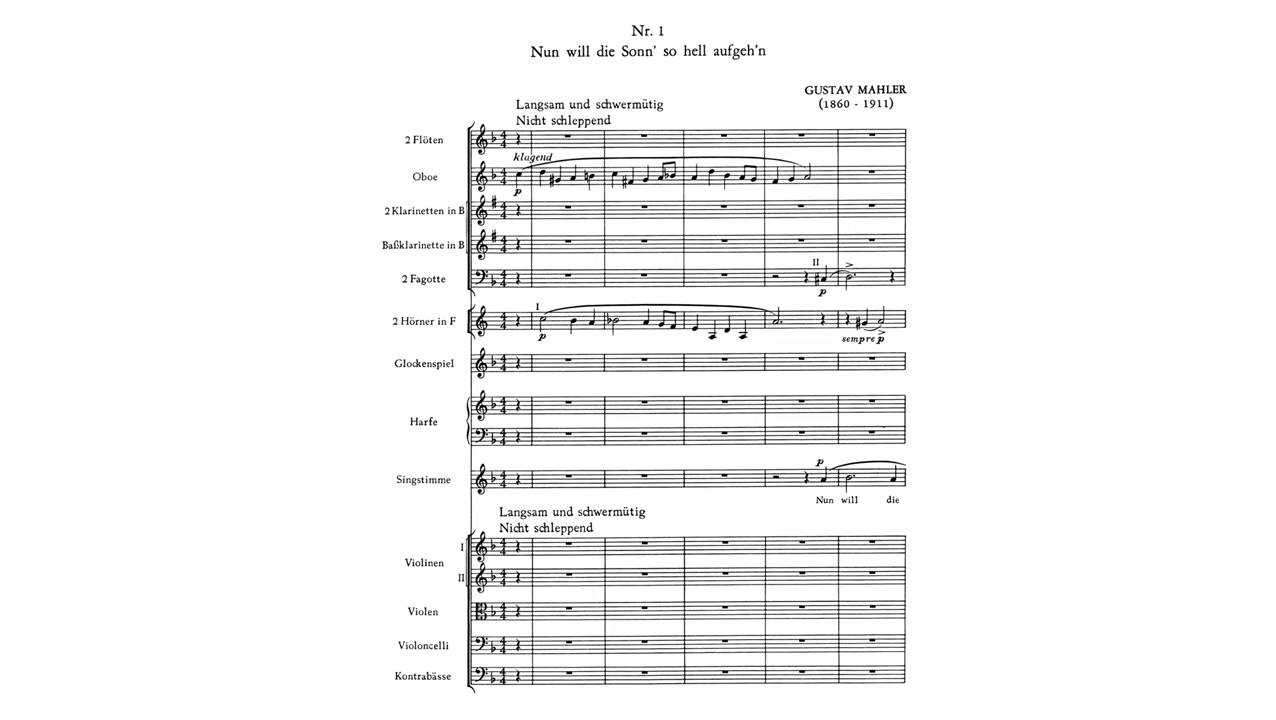 Nr. 1
Nun will die Sonn' so hell aufgeh'n
GUSTAV MAHLER
(1860 - 1911)
Langsam und schwermütig
Nicht schleppend
2 Flöten
klagend
Oboe
p
2 Klarinetten in B
Baßklarinette in B
II
2 Fagotte
p
I
2 Hörner in F
p
sempre p
Glockenspiel
Harfe
p
Singstimme
Nun will die
Langsam und schwermütig
Nicht schleppend
I
Violinen
II
Violen
Violoncelli
Kontrabässe